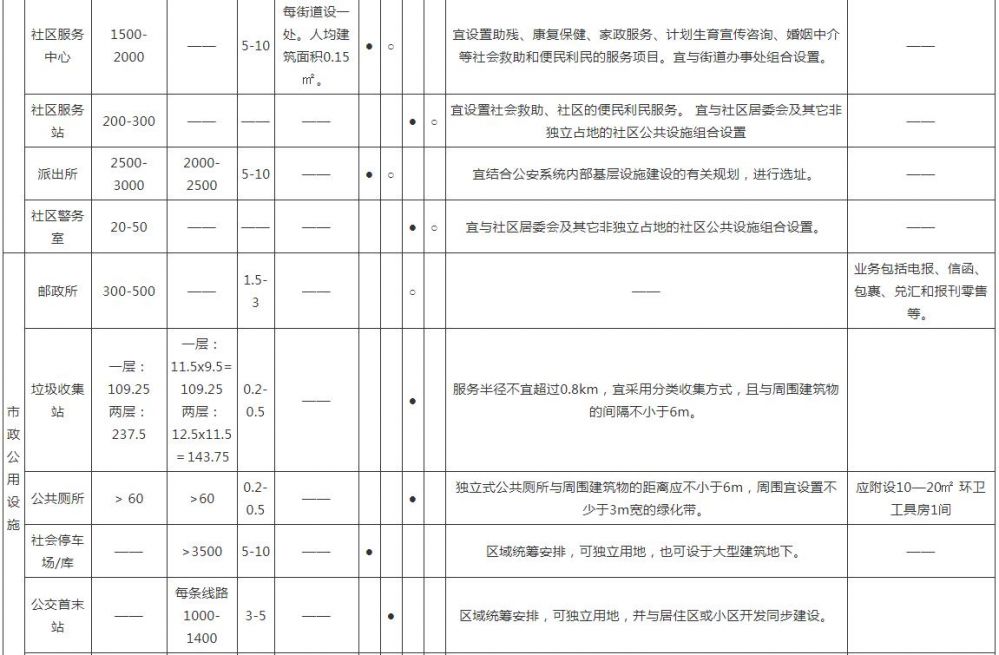 社区服务
中心
1500-
2000
——
5-10
每街道设一
处。人均建
筑面积0.15
㎡。
●
○
宜设置助残、康复保健、家政服务、计划生育宣传咨询、婚姻中介
等社会救助和便民利民的服务项目。宜与街道办事处组合设置。
——
社区服务
站
200-300
——
——
——
●
○
宜设置社会救助、社区的便民利民服务。 宜与社区居委会及其它非
独立占地的社区公共设施组合设置
——
派出所
2500-
3000
2000-
2500
5-10
——
●
○
宜结合公安系统内部基层设施建设的有关规划，进行选址。
——
社区警务
室
20-50
——
——
——
●
○
宜与社区居委会及其它非独立占地的社区公共设施组合设置。
——
市
政
公
用
设
施
邮政所
300-500
——
1.5-
3
——
○
——
业务包括电报、信函、
包裹、兑汇和报刊零售
等。
垃圾收集
站
一层：
109.25
两层：
237.5
一层：
11.5x9.5=
109.25
两层：
12.5x11.5
=143.75
0.2-
0.5
——
●
服务半径不宜超过0.8km，宜采用分类收集方式，且与周围建筑物
的间隔不小于6m。
公共厕所
> 60
>60
0.2-
0.5
——
●
独立式公共厕所与周围建筑物的距离应不小于6m，周围宜设置不
少于3m宽的绿化带。
应附设10—20㎡ 环卫
工具房1间
社会停车
场/库
——
>3500
5-10
——
●
区域统筹安排，可独立用地，也可设于大型建筑地下。
——
公交首末
站
——
每条线路
1000-
1400
3-5
——
●
区域统筹安排，可独立用地，并与居住区或小区开发同步建设。